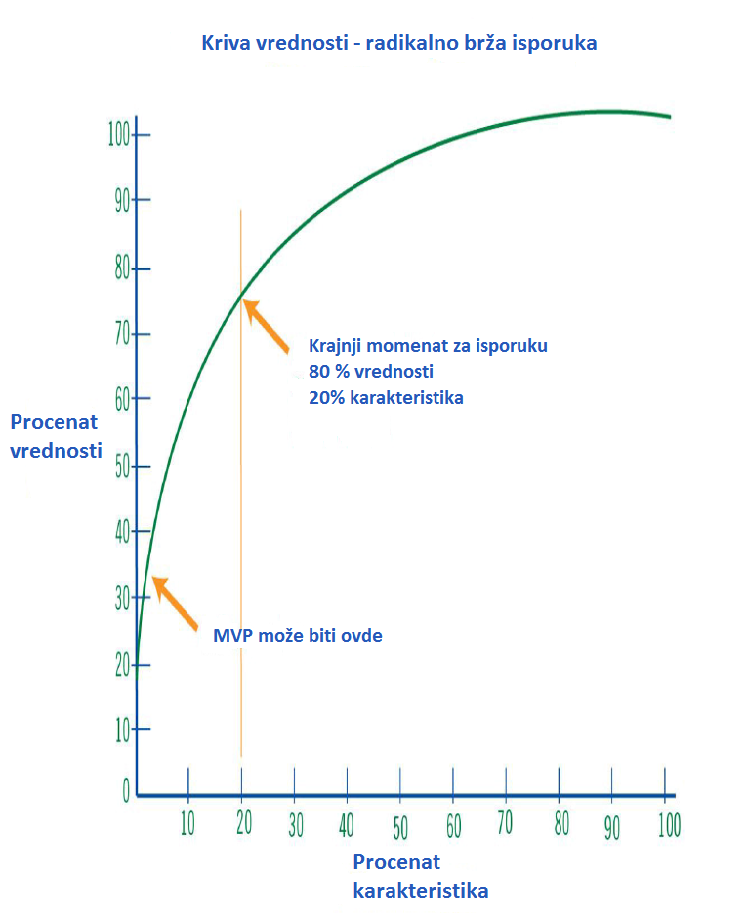 Kriva vrednosti - radikalno brža isporuka
100
90
80
70
60
50
40
30
20
10
0
Procenat
vrednosti
Krajnji momenat za isporuku
80 % vrednosti
20% karakteristika
MVP može biti ovde
10 20 30 40 50 60 70 80 90 100
Procenat
karakteristika